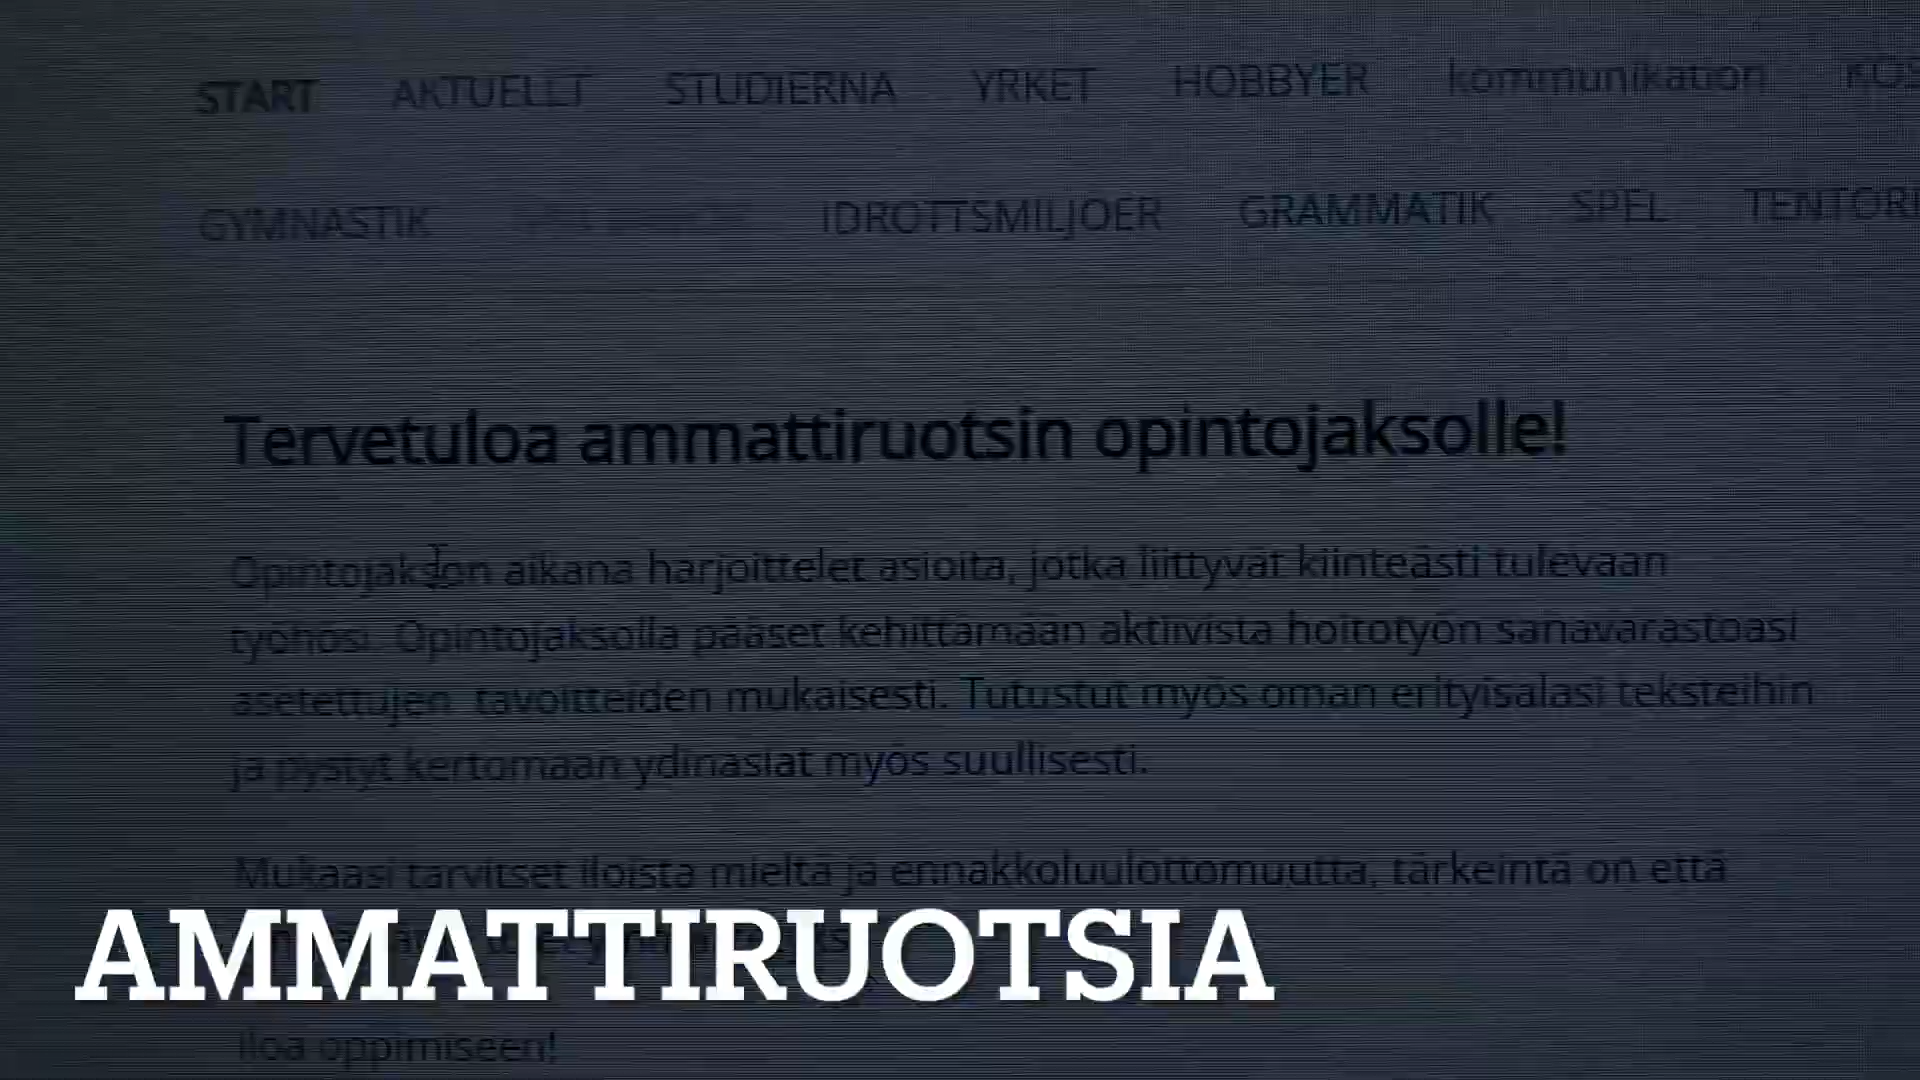 START AKTUELLT STUDIERNA YRKET HOBBYER kommunikation
GYMNASTIK IDROTTSMILJÖER GRAMMATIK SPEL
Tervetuloa ammattiruotsin opintojaksolle!
Opintojakson aikana harjoittelet asioita, jotka liittyvät kiinteästi tulevaan
työhösi. Opintojaksolla pääset kehittämään aktiivista hoitotyön sanavarastoasi
asetettujen tavoitteiden mukaisesti. Tutustut myös oman erityisalasi teksteihin
ja pystyt kertomaan ydinasiat myös suullisesti.
Mukaasi tarvitset iloista mieltä ja ennakkoluulottomuutta, tärkeintä on että
AMMATTIRUOTSIA
iloa oppimiseen!